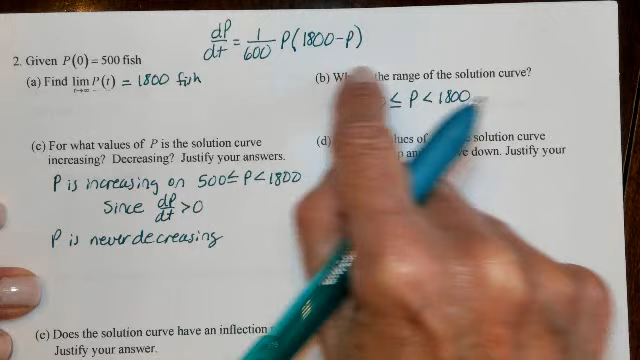 dP/dt = 1/600 P(1800-P)
2. Given P(0) = 500 fish
(a) Find lim t→∞ P(t) = 1800 fish
(b) the range of the solution curve?
≤ P < 1800
(c) For what values of P is the solution curve
increasing? Decreasing? Justify your answers.
(d) solution curve
down. Justify your
P is increasing on 500 ≤ P < 1800
Since dP/dt > 0
P is never decreasing
(e) Does the solution curve have an inflection
Justify your answer.